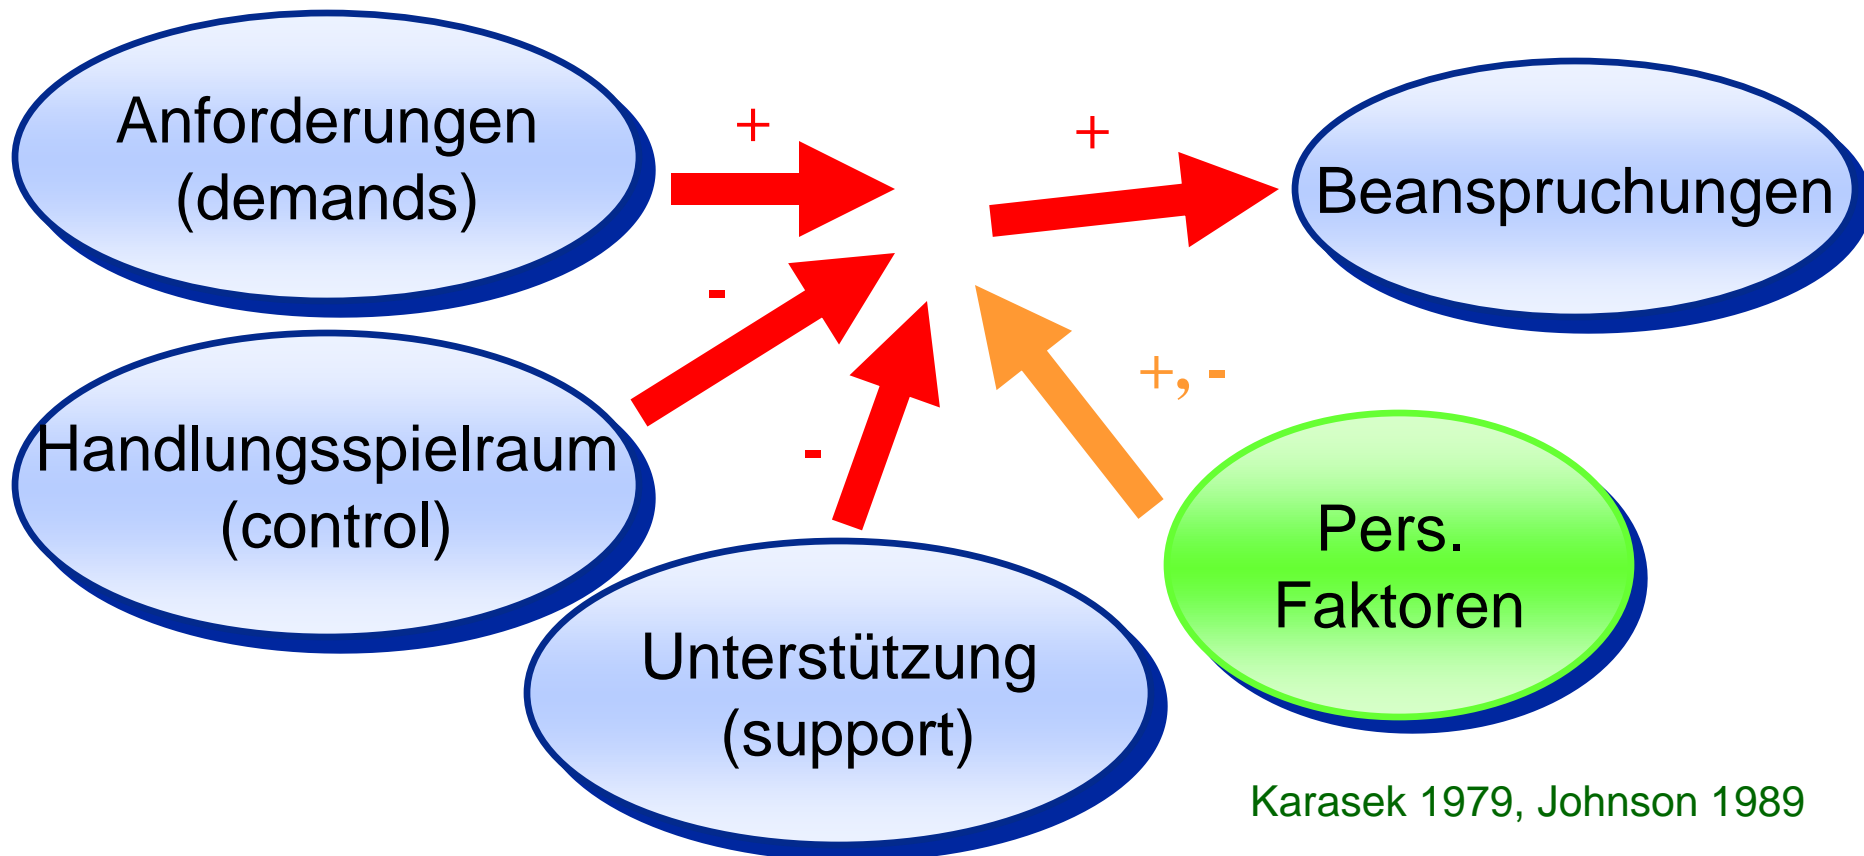 Anforderungen
(demands)
+
+
Beanspruchungen
-
Handlungsspielraum
(control)
-
+, -
Unterstützung
(support)
Pers.
Faktoren
Karasek 1979, Johnson 1989